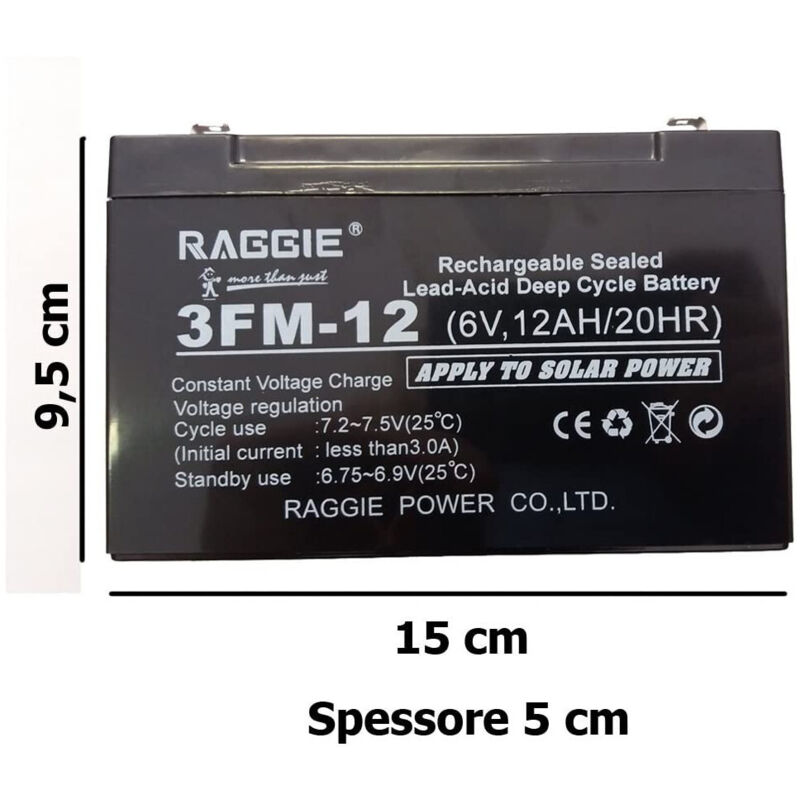 RAGGIE®
more than just
3FM-12
Rechargeable Sealed
Lead-Acid Deep Cycle Battery
(6V,12AH/20HR)
APPLY TO SOLAR POWER
Constant Voltage Charge
Voltage regulation
Cycle use :7.2~7.5V(25℃)
(Initial current : less than3.0A)
Standby use :6.75~6.9V(25℃)
CE
RAGGIE POWER CO.,LTD.
9,5 cm
15 cm
Spessore 5 cm